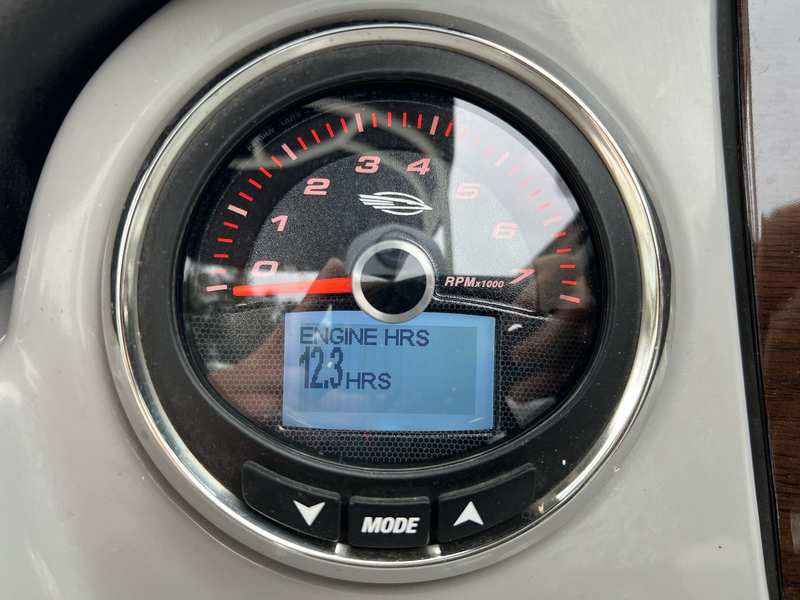 0 1 2 3 4 5 6 7
RPMx1000
ENGINE HRS
12.3 HRS
MODE